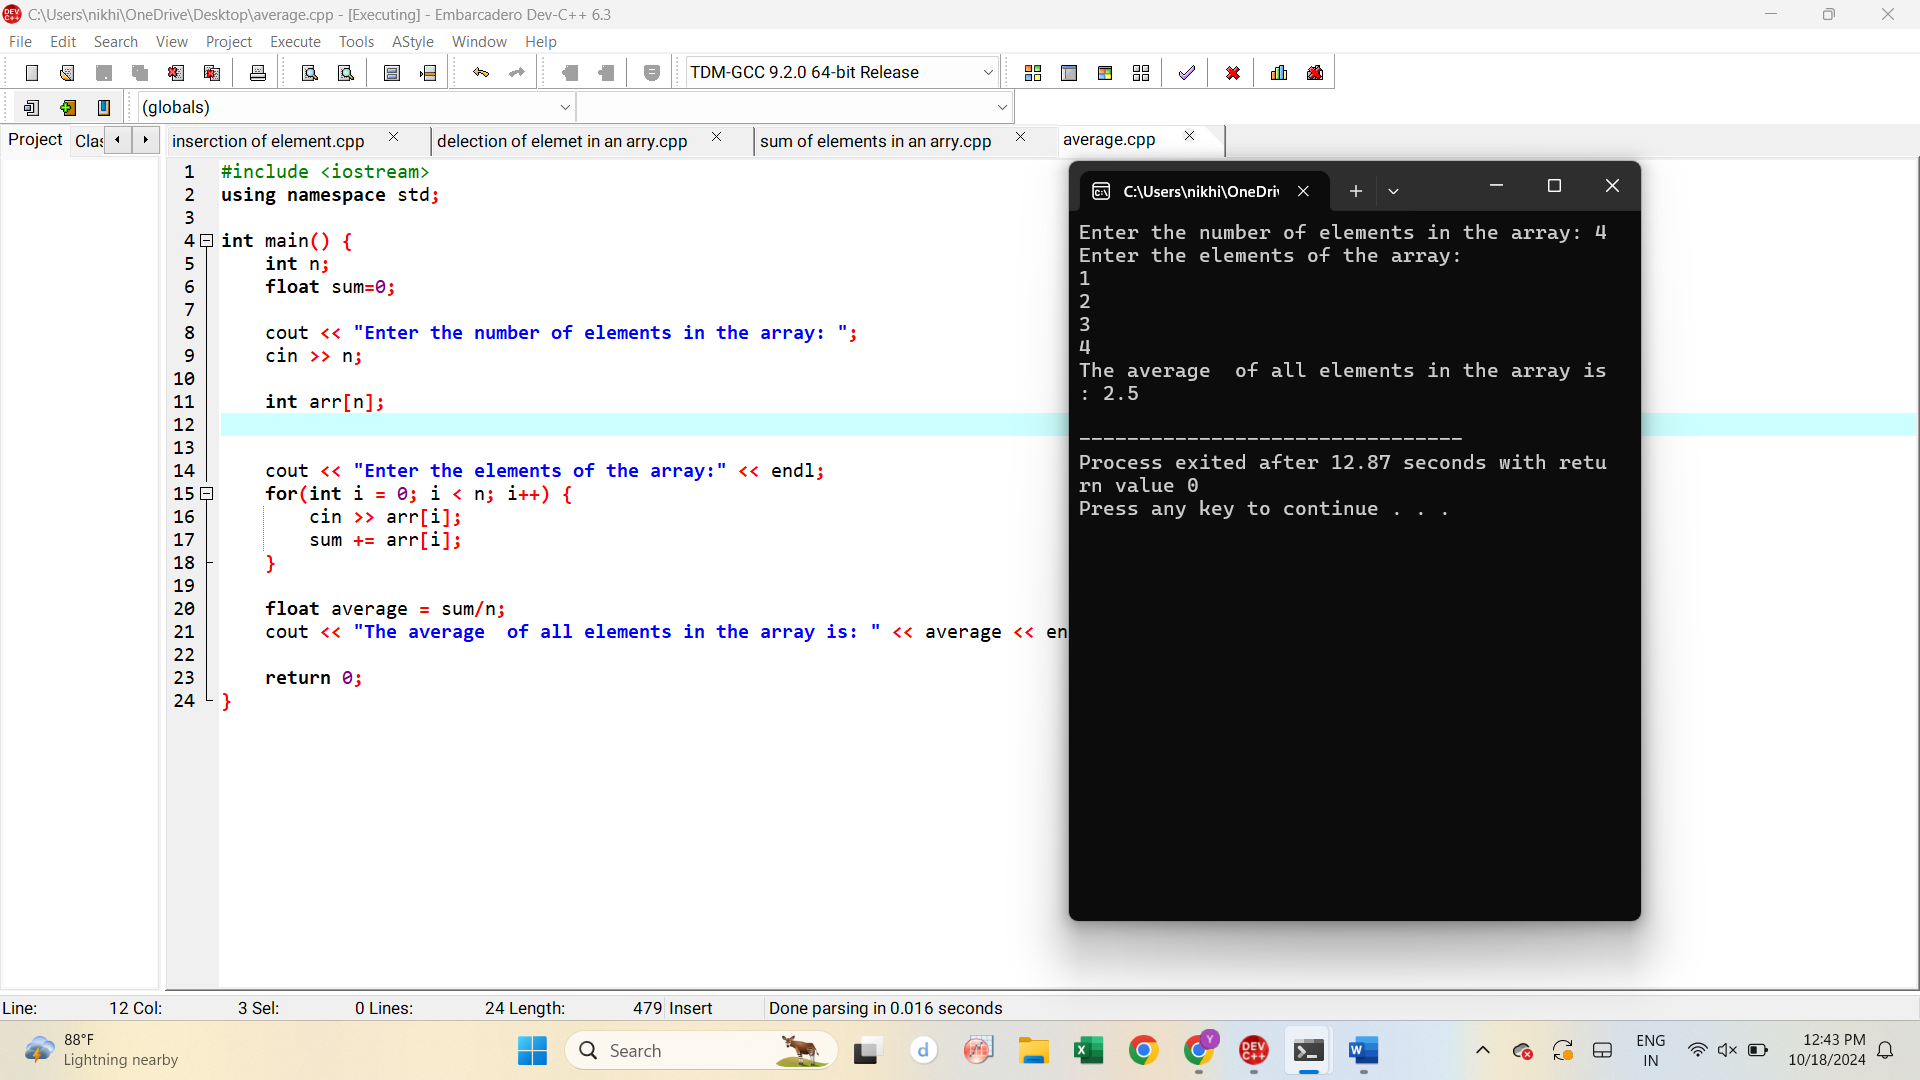 C:\Users\nikhi\OneDrive\Desktop\average.cpp - [Executing] - Embarcadero Dev-C++ 6.3
File Edit Search View Project Execute Tools AStyle Window Help
TDM-GCC 9.2.0 64-bit Release
(globals)
Project Clas inserction of element.cpp delection of elemet in an arry.cpp sum of elements in an arry.cpp average.cpp
1 #include <iostream>
2 using namespace std;
3
4 int main() {
5 int n;
6 float sum=0;
7
8 cout << "Enter the number of elements in the array: ";
9 cin >> n;
10
11 int arr[n];
12
13
14 cout << "Enter the elements of the array:" << endl;
15 for(int i = 0; i < n; i++) {
16 cin >> arr[i];
17 sum += arr[i];
18 }
19
20 float average = sum/n;
21 cout << "The average  of all elements in the array is: " << average << en
22
23 return 0;
24 }
C:\Users\nikhi\OneDriv
Enter the number of elements in the array: 4
Enter the elements of the array:
1
2
3
4
The average  of all elements in the array is
: 2.5
--------------------------------
Process exited after 12.87 seconds with retu
rn value 0
Press any key to continue . . .
Line: 12 Col: 3 Sel: 0 Lines: 24 Length: 479 Insert Done parsing in 0.016 seconds
88°F
Lightning nearby
Search
ENG
IN
12:43 PM
10/18/2024